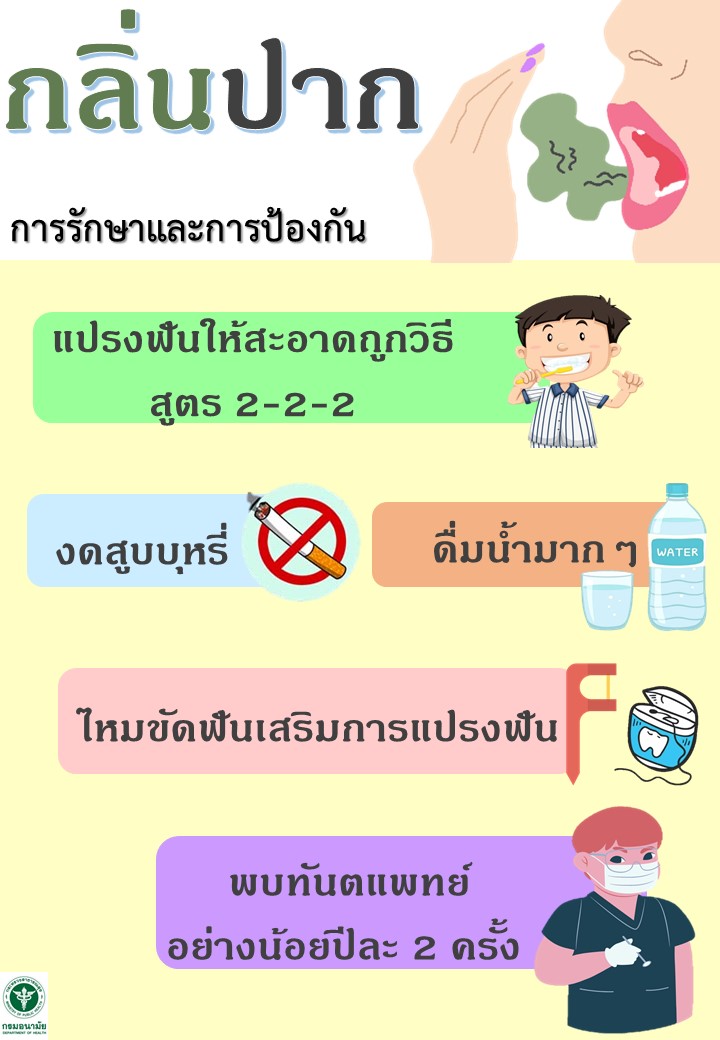 กลิ่นปาก
การรักษาและการป้องกัน
แปรงฟันให้สะอาดถูกวิธี
สูตร 2-2-2
งดสูบบุหรี่
ดื่มน้ำมาก ๆ
WATER
ไหมขัดฟันเสริมการแปรงฟัน
พบทันตแพทย์
อย่างน้อยปีละ 2 ครั้ง
กรมอนามัย
DEPARTMENT OF HEALTH